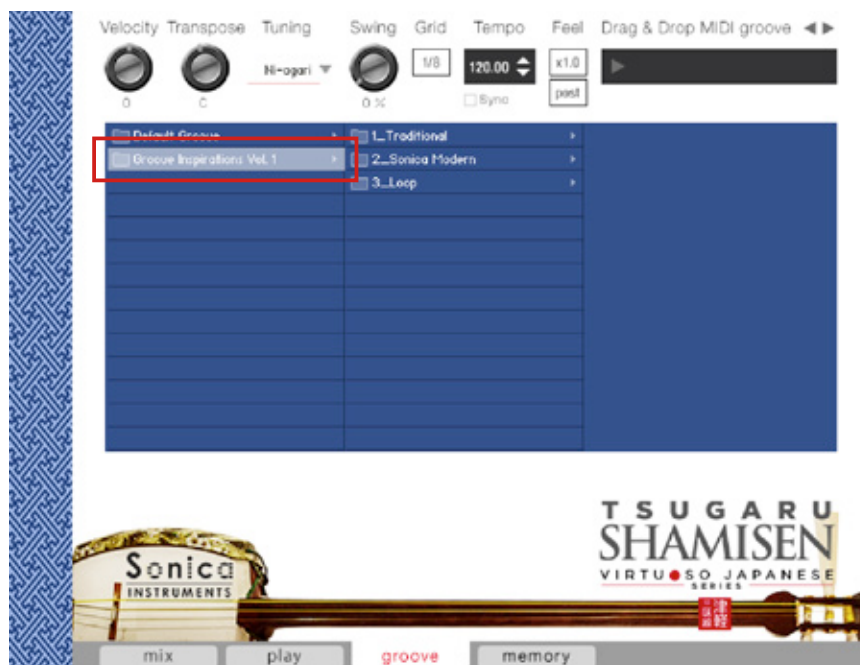 Velocity Transpose Tuning Swing Grid Tempo Feel Drag & Drop MIDI groove
Ni-agari 1/8 120.00 x1.0
0 C 0 % Sync post
Default Groove 1_Traditional
Groove Inspirations Vol. 1 2_Sonica Modern
3_Loop
TSUGARU
SHAMISEN
VIRTUOSO JAPANESE
SERIES
Sonica
INSTRUMENTS
mix play groove memory